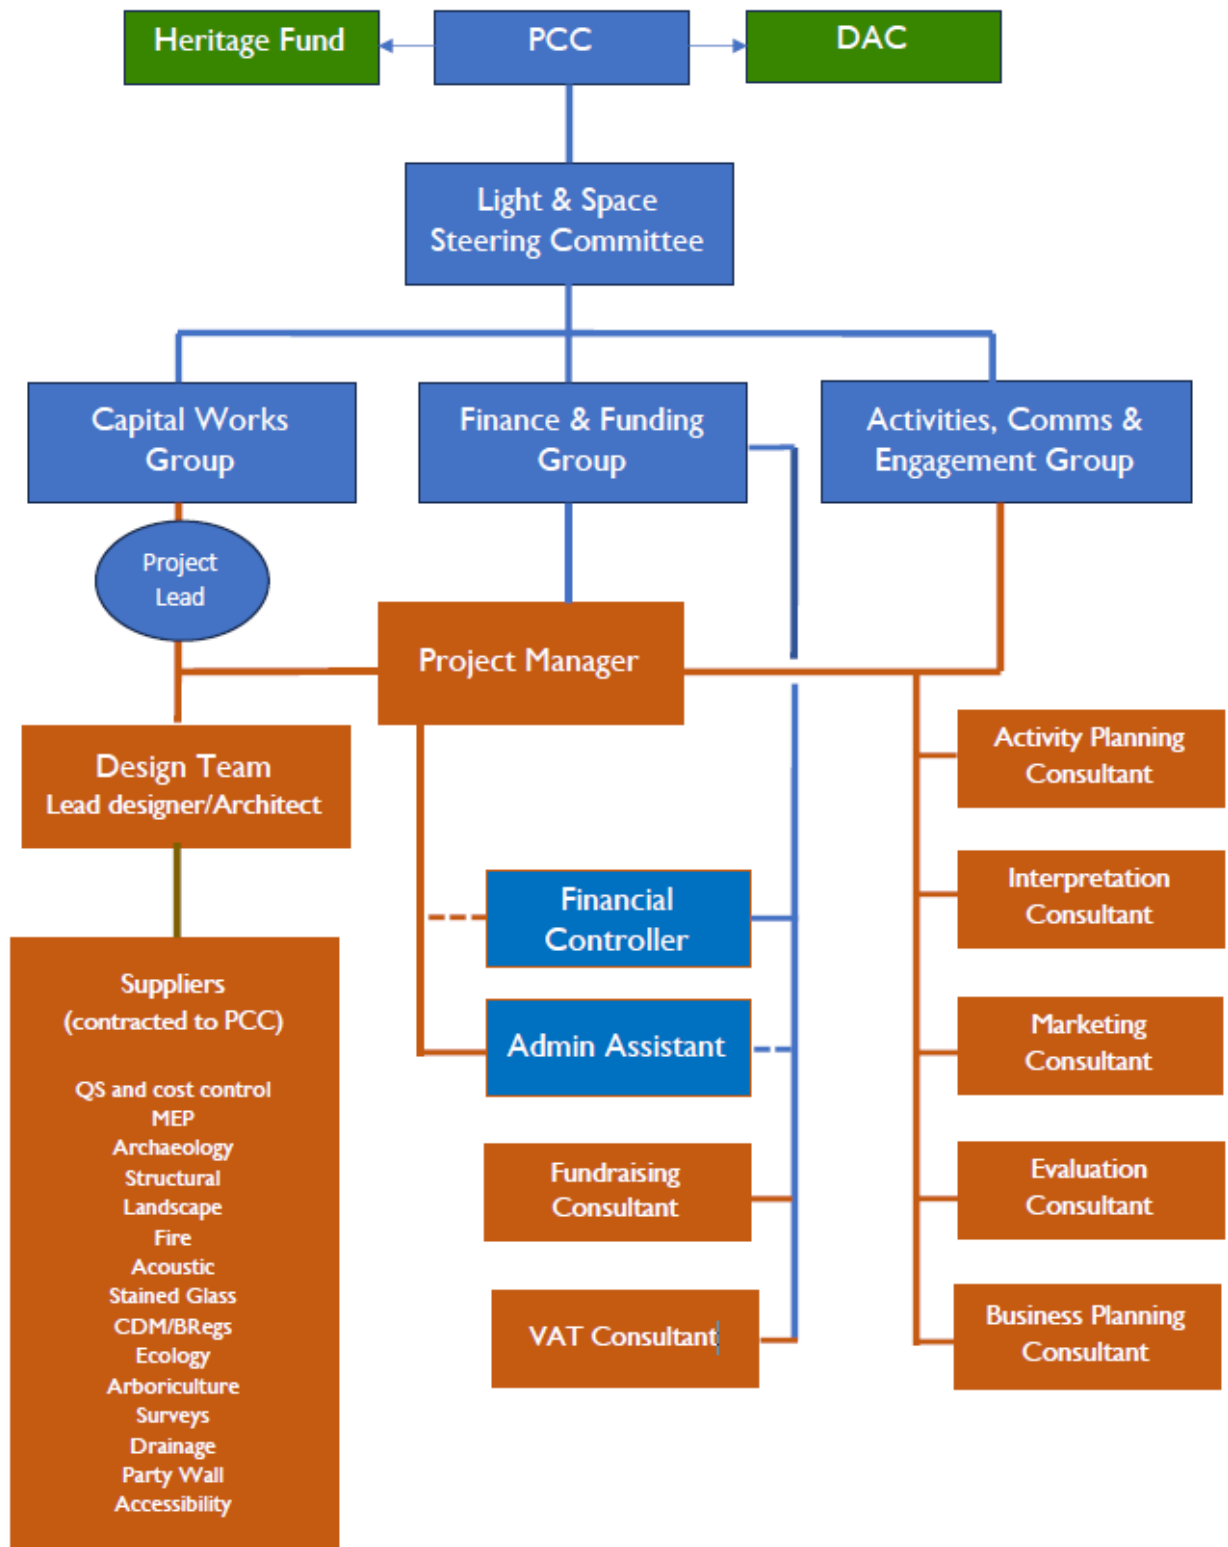 Heritage Fund
PCC
DAC
Light & Space
Steering Committee
Capital Works
Group
Finance & Funding
Group
Activities, Comms &
Engagement Group
Project
Lead
Project Manager
Design Team
Lead designer/Architect
Suppliers
(contracted to PCC)
QS and cost control
MEP
Archaeology
Structural
Landscape
Fire
Acoustic
Stained Glass
CDM/BRegs
Ecology
Arboriculture
Surveys
Drainage
Party Wall
Accessibility
Financial
Controller
Admin Assistant
Fundraising
Consultant
VAT Consultant
Activity Planning
Consultant
Interpretation
Consultant
Marketing
Consultant
Evaluation
Consultant
Business Planning
Consultant